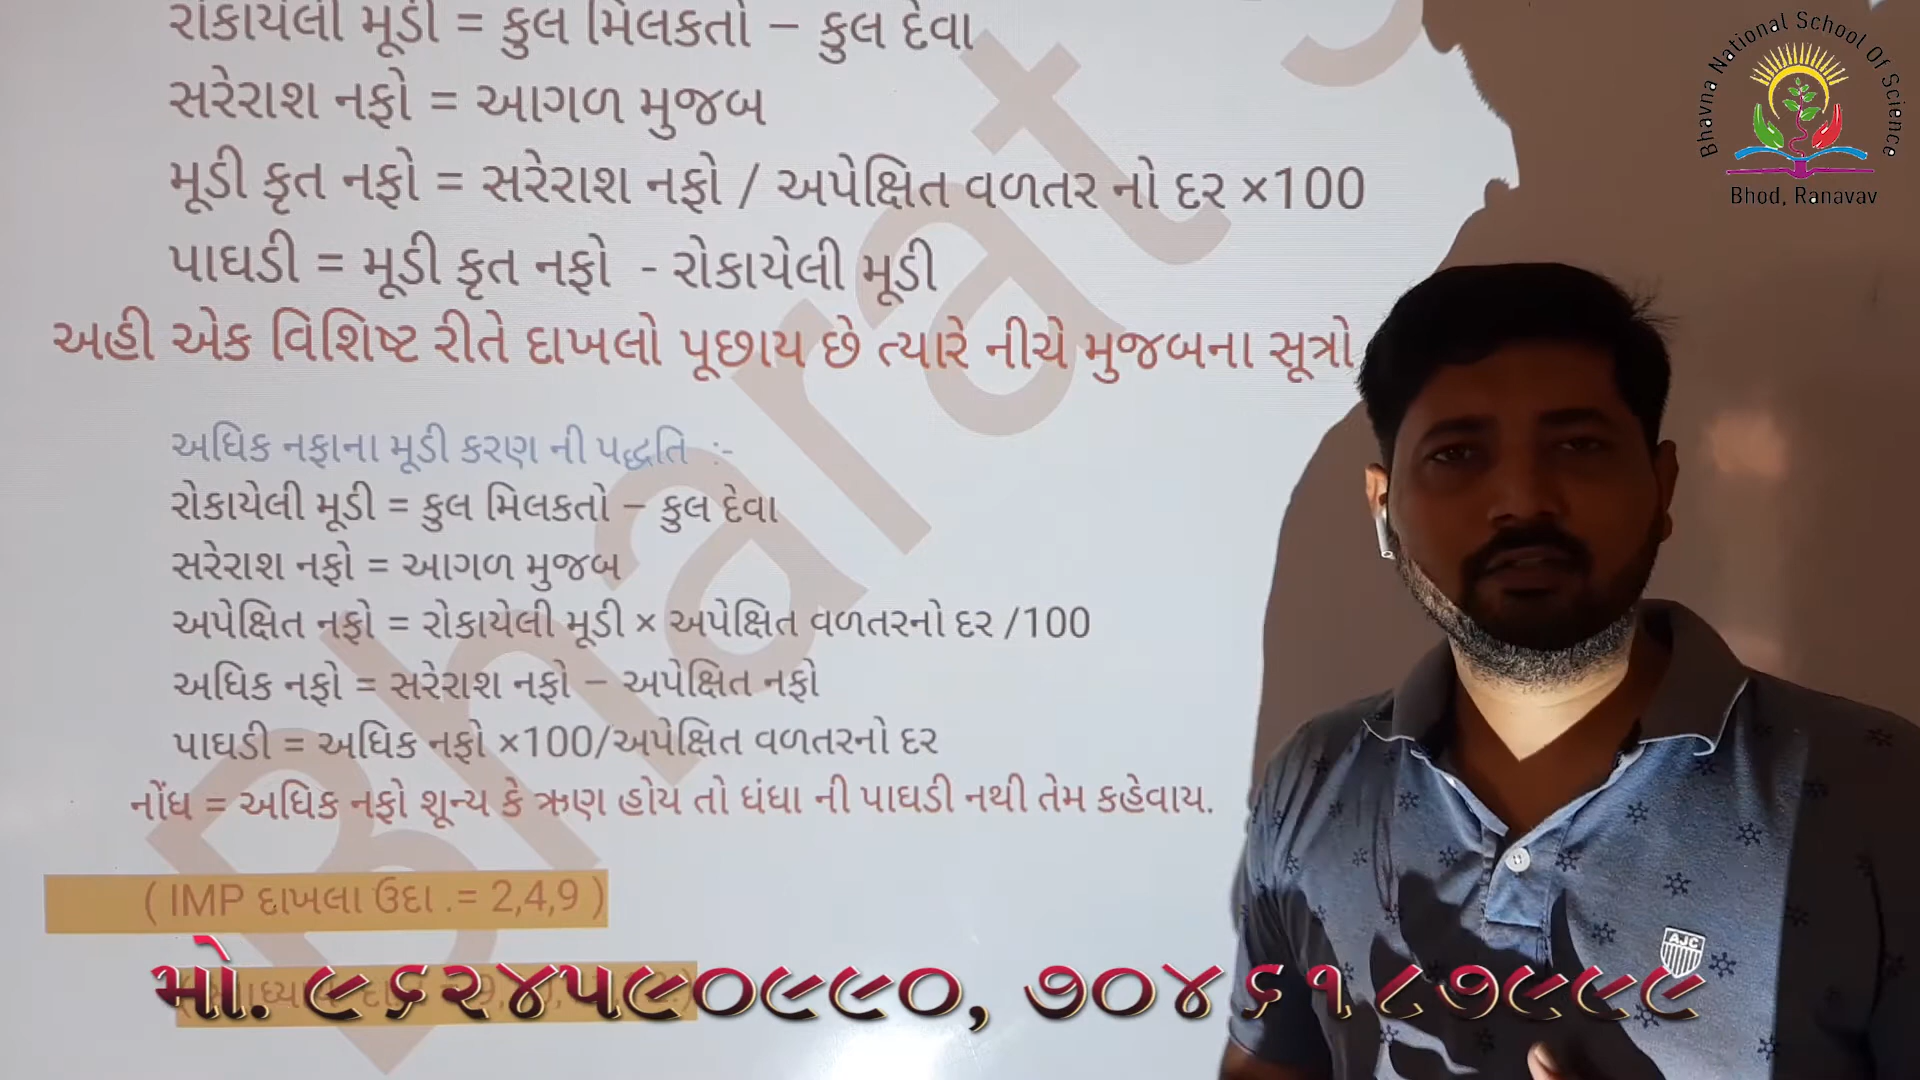 રોકાયેલી મૂડી = કુલ મિલકતો – કુલ દેવા
સરેરાશ નફો = આગળ મુજબ
મૂડી કૃત નફો = સરેરાશ નફો / અપેક્ષિત વળતર નો દર ×100
પાઘડી = મૂડી કૃત નફો - રોકાયેલી મૂડી
અહી એક વિશિષ્ટ રીતે દાખલો પૂછાય છે ત્યારે નીચે મુજબના સૂત્રો
અધિક નફાના મૂડી કરણ ની પદ્ધતિ :-
રોકાયેલી મૂડી = કુલ મિલકતો – કુલ દેવા
સરેરાશ નફો = આગળ મુજબ
અપેક્ષિત નફો = રોકાયેલી મૂડી × અપેક્ષિત વળતરનો દર /100
અધિક નફો = સરેરાશ નફો – અપેક્ષિત નફો
પાઘડી = અધિક નફો ×100/અપેક્ષિત વળતરનો દર
નોંધ = અધિક નફો શૂન્ય કે ઋણ હોય તો ધંધા ની પાઘડી નથી તેમ કહેવાય.
( IMP દાખલા ઉદા .= 2,4,9 )
મો. ૯૬૨૪૫૯૦૯૯૦, ૭૦૪૬૧૮૭૯૯૯
Bharat
Bhavna National School Of Science
Bhod, Ranavav
AJC